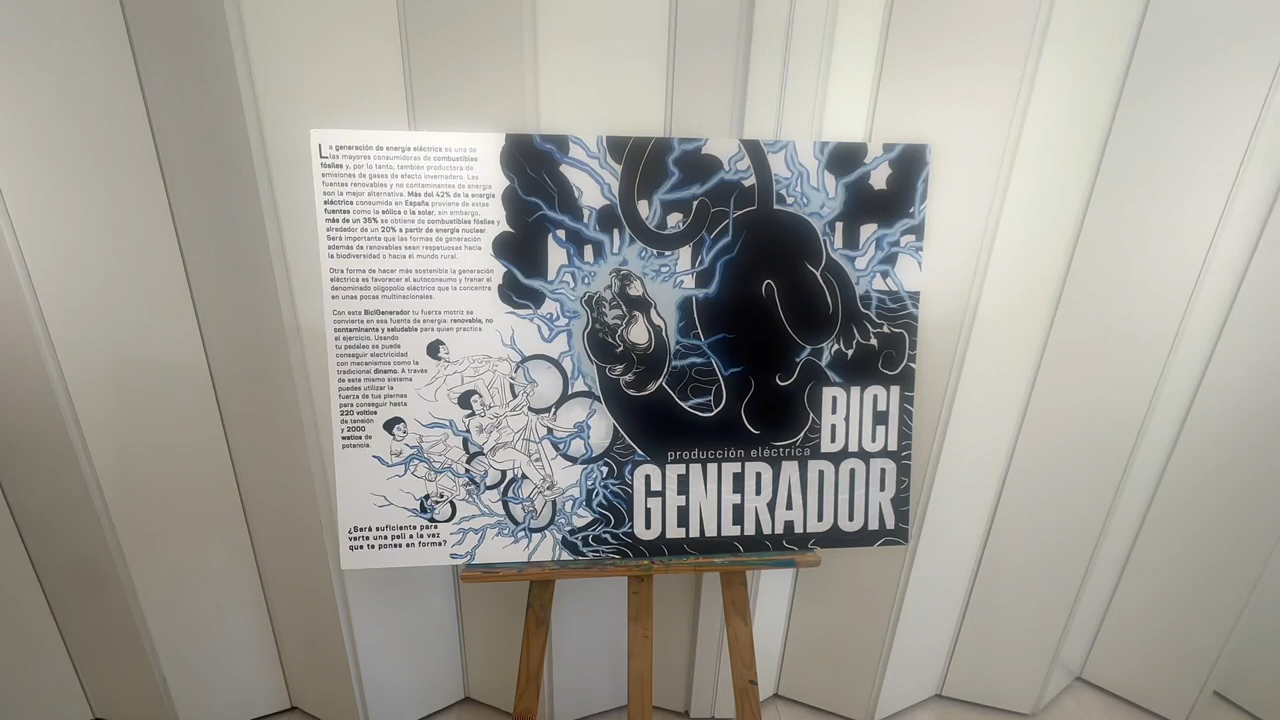 La generación de energía eléctrica es una de
las mayores consumidoras de combustibles
fósiles y, por lo tanto, también productora de
emisiones de gases de efecto invernadero. Las
fuentes renovables y no contaminantes de energía
son la mejor alternativa. Más del 42% de la energía
eléctrica consumida en España proviene de estas
fuentes como la eólica o la solar, sin embargo,
más de un 35% se obtiene de combustibles fósiles y
alrededor de un 20% a partir de energía nuclear.
Será importante que las formas de generación
además de renovables sean respetuosas hacia
la biodiversidad o hacia el mundo rural.
Otra forma de hacer más sostenible la generación
eléctrica es favorecer el autoconsumo y frenar el
denominado oligopolio eléctrico que la concentra
en unas pocas multinacionales.
Con este BiciGenerador tu fuerza motriz se
convierte en esa fuente de energía: renovable, no
contaminante y saludable para quien practica
el ejercicio. Usando
tu pedaleo se puede
conseguir electricidad
con mecanismos como la
tradicional dinamo. A través
de este mismo sistema
puedes utilizar la
fuerza de tus piernas
para conseguir hasta
220 voltios
de tensión
y 2000
watios de
potencia.
¿Será suficiente para
verte una peli a la vez
que te pones en forma?
BICI
producción eléctrica
GENERADOR